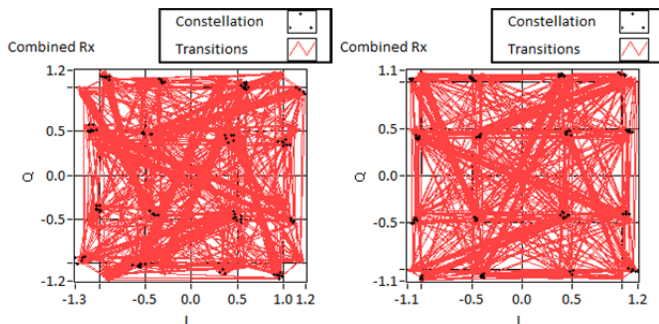 Constellation
Combined Rx
Transitions
1.2
0.5
0.0
-0.5
-1.2
Q
-1.3 -0.5 0.0 0.5 1.0 1.2
I
Constellation
Combined Rx
Transitions
1.1
0.5
0.0
-0.5
-1.1
Q
-1.1 -0.5 0.0 0.5 1.2
I